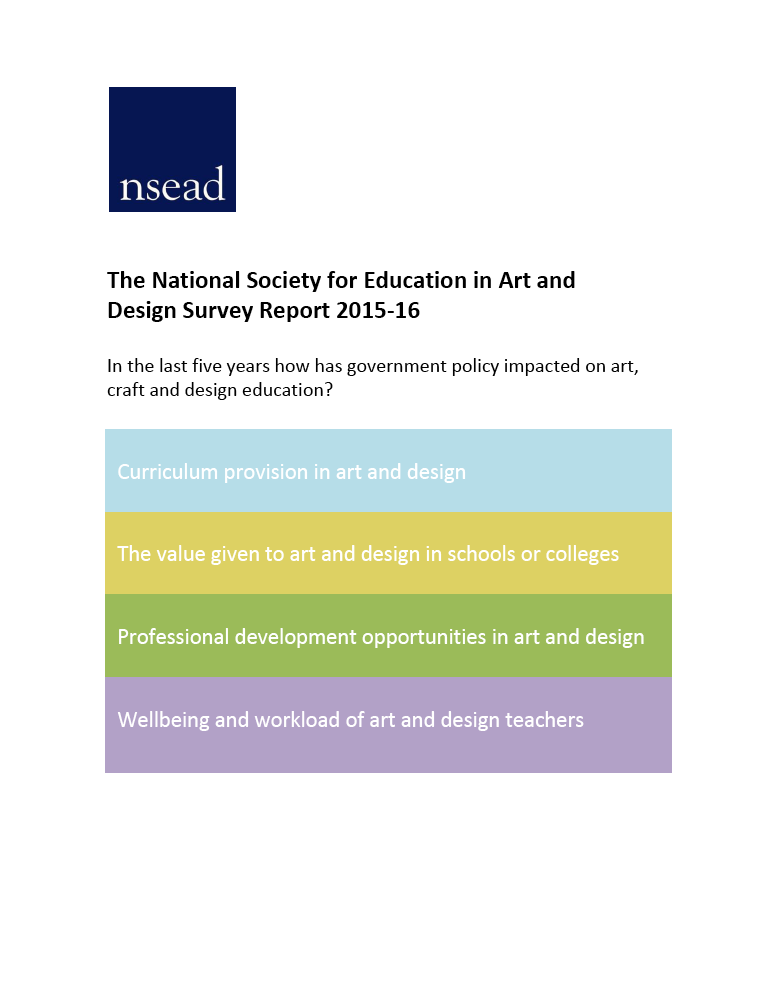 nsead
The National Society for Education in Art and
Design Survey Report 2015-16
In the last five years how has government policy impacted on art,
craft and design education?
Curriculum provision in art and design
The value given to art and design in schools or colleges
Professional development opportunities in art and design
Wellbeing and workload of art and design teachers